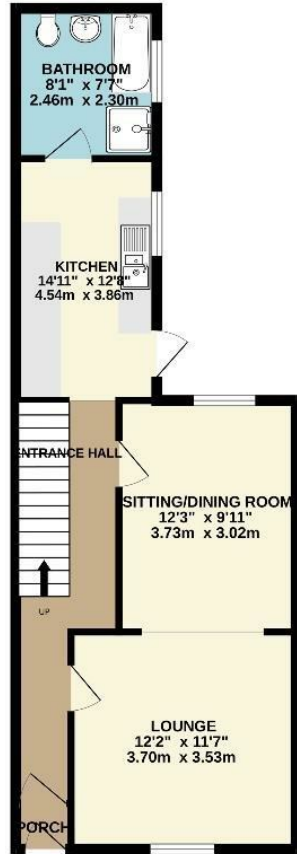 BATHROOM
8'1" x 7'7"
2.46m x 2.30m
KITCHEN
14'11" x 12'8"
4.54m x 3.86m
ENTRANCE HALL
SITTING/DINING ROOM
12'3" x 9'11"
3.73m x 3.02m
UP
LOUNGE
12'2" x 11'7"
3.70m x 3.53m
PORCH